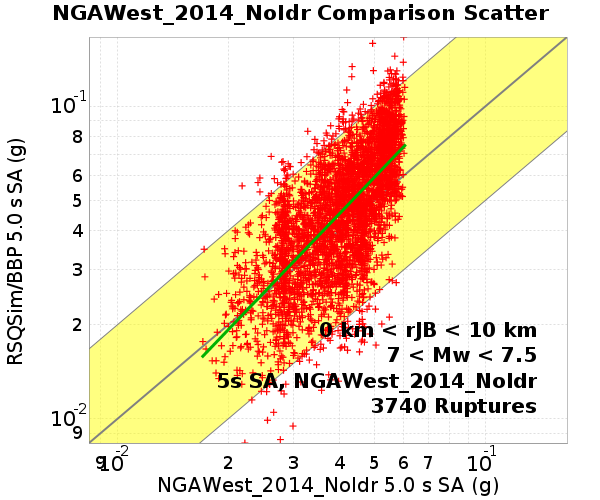 NGAWest_2014_NoIdr Comparison Scatter
RSQSim/BBP 5.0 s SA (g)
10-1
8
6
5
4
3
2
10-2
9
0 km < rJB < 10 km
7 < Mw < 7.5
5s SA, NGAWest_2014_NoIdr
3740 Ruptures
9 10-2 2 3 4 5 6 7 10-1
NGAWest_2014_NoIdr 5.0 s SA (g)